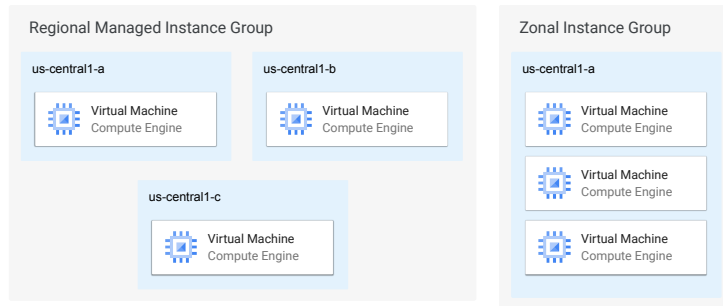 Regional Managed Instance Group
us-central1-a
Virtual Machine
Compute Engine
us-central1-b
Virtual Machine
Compute Engine
us-central1-c
Virtual Machine
Compute Engine
Zonal Instance Group
us-central1-a
Virtual Machine
Compute Engine
Virtual Machine
Compute Engine
Virtual Machine
Compute Engine